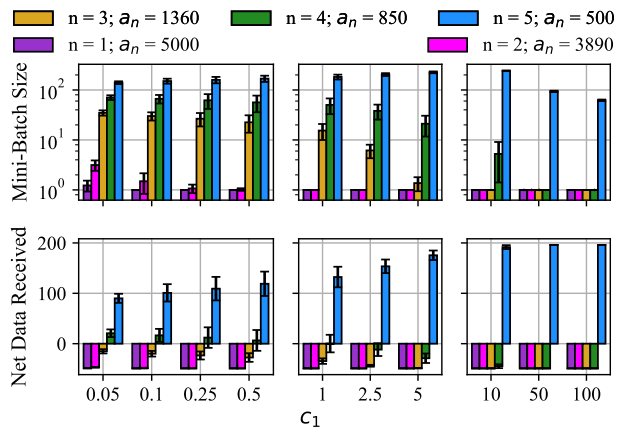 n = 3; aₙ = 1360 n = 4; aₙ = 850 n = 5; aₙ = 500
n = 1; aₙ = 5000 n = 2; aₙ = 3890
Mini-Batch Size
10²
10¹
10⁰
Net Data Received
200
100
0
0.05 0.1 0.25 0.5 1 2.5 5 10 50 100
c₁